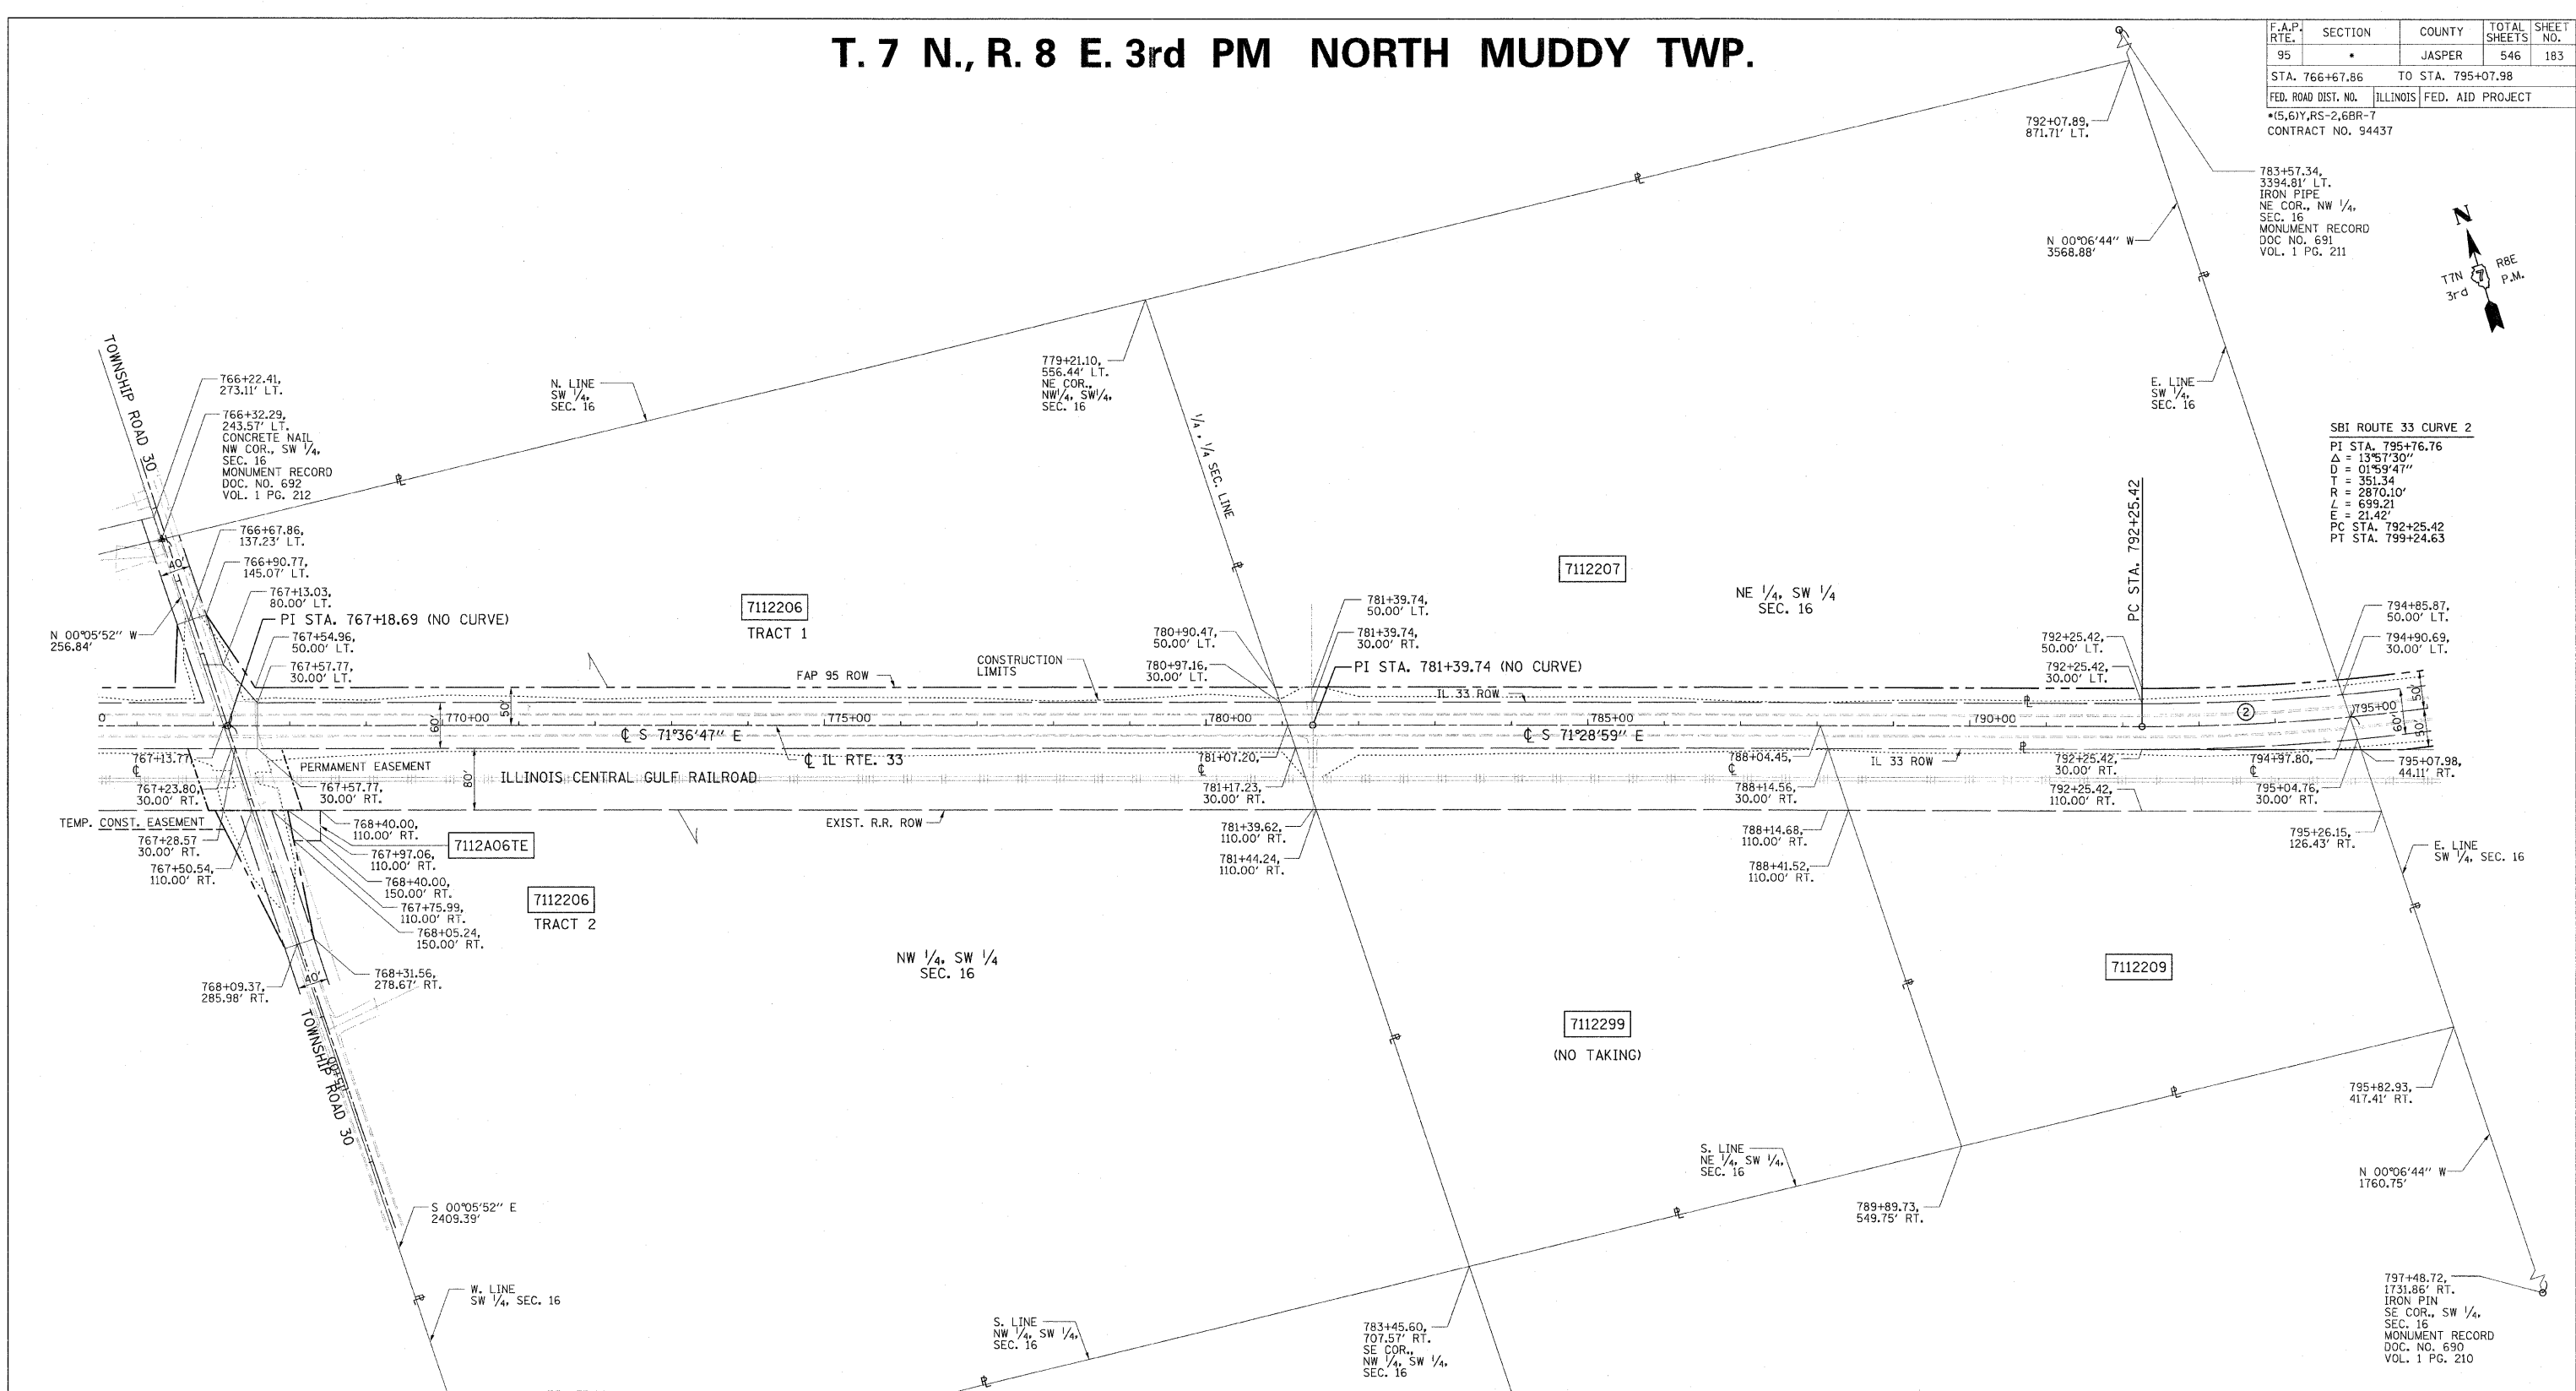 T. 7 N., R. 8 E. 3rd PM NORTH MUDDY TWP.
F.A.P. RTE. SECTION COUNTY TOTAL SHEETS SHEET NO.
95 * JASPER 546 183
STA. 766+67.86 TO STA. 795+07.98
FED. ROAD DIST. NO. ILLINOIS FED. AID PROJECT
*(5,6)Y,RS-2,6BR-7
CONTRACT NO. 94437
792+07.89,
871.71' LT.
783+57.34,
3394.81' LT.
IRON PIPE
NE COR., NW 1/4,
SEC. 16
MONUMENT RECORD
DOC NO. 691
VOL. 1 PG. 211
N 00°06'44" W
3568.88'
N
T7N 7 R8E
3rd P.M.
TOWNSHIP ROAD 30
766+22.41,
273.11' LT.
766+32.29,
243.57' LT.
CONCRETE NAIL
NW COR., SW 1/4,
SEC. 16
MONUMENT RECORD
DOC. NO. 692
VOL. 1 PG. 212
N. LINE
SW 1/4,
SEC. 16
779+21.10,
556.44' LT.
NE COR.,
NW1/4, SW1/4,
SEC. 16
1/4, 1/4 SEC. LINE
E. LINE
SW 1/4,
SEC. 16
SBI ROUTE 33 CURVE 2
PI STA. 795+76.76
Δ = 13°57'30"
D = 01°59'47"
T = 351.34
R = 2870.10'
L = 699.21
E = 21.42'
PC STA. 792+25.42
PT STA. 799+24.63
PC STA. 792+25.42
766+67.86,
137.23' LT.
766+90.77,
145.07' LT.
40'
767+13.03,
80.00' LT.
PI STA. 767+18.69 (NO CURVE)
N 00°05'52" W
256.84'
767+54.96,
50.00' LT.
767+57.77,
30.00' LT.
7112206
TRACT 1
7112207
NE 1/4, SW 1/4
SEC. 16
FAP 95 ROW
CONSTRUCTION
LIMITS
780+90.47,
50.00' LT.
780+97.16,
30.00' LT.
781+39.74,
50.00' LT.
781+39.74,
30.00' RT.
PI STA. 781+39.74 (NO CURVE)
IL 33 ROW
792+25.42,
50.00' LT.
792+25.42,
30.00' LT.
794+85.87,
50.00' LT.
794+90.69,
30.00' LT.
0 770+00 775+00 780+00 785+00 790+00 795+00
50'
60'
80'
2
50'
60'
50'
℄ S 71°36'47" E
℄ S 71°28'59" E
℄ IL RTE. 33
767+13.77
℄
PERMAMENT EASEMENT
ILLINOIS CENTRAL GULF RAILROAD
767+23.80,
30.00' RT.
767+57.77,
30.00' RT.
TEMP. CONST. EASEMENT
767+28.57
30.00' RT.
767+50.54,
110.00' RT.
768+40.00,
110.00' RT.
767+97.06,
110.00' RT.
768+40.00,
150.00' RT.
767+75.99,
110.00' RT.
768+05.24,
150.00' RT.
7112A06TE
EXIST. R.R. ROW
781+07.20,
℄
781+17.23,
30.00' RT.
781+39.62,
110.00' RT.
781+44.24,
110.00' RT.
788+04.45,
℄
788+14.56,
30.00' RT.
788+14.68,
110.00' RT.
788+41.52,
110.00' RT.
IL 33 ROW
792+25.42,
30.00' RT.
792+25.42,
110.00' RT.
794+97.80,
℄
795+04.76,
30.00' RT.
795+07.98,
44.11' RT.
795+26.15,
126.43' RT.
E. LINE
SW 1/4, SEC. 16
7112206
TRACT 2
768+31.56,
278.67' RT.
768+09.37,
285.98' RT.
40'
NW 1/4, SW 1/4
SEC. 16
7112299
(NO TAKING)
7112209
TOWNSHIP ROAD 30
15+00
795+82.93,
417.41' RT.
S. LINE
NE 1/4, SW 1/4,
SEC. 16
789+89.73,
549.75' RT.
N 00°06'44" W
1760.75'
S 00°05'52" E
2409.39'
W. LINE
SW 1/4, SEC. 16
S. LINE
NW 1/4, SW 1/4,
SEC. 16
783+45.60,
707.57' RT.
SE COR.,
NW 1/4, SW 1/4,
SEC. 16
797+48.72,
1731.86' RT.
IRON PIN
SE COR., SW 1/4,
SEC. 16
MONUMENT RECORD
DOC. NO. 690
VOL. 1 PG. 210